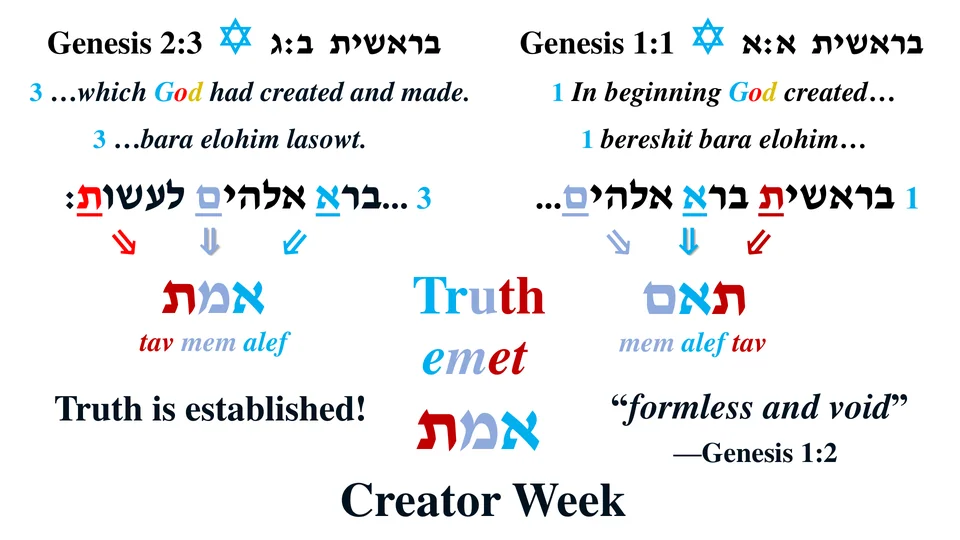 Genesis 2:3 ✡ בראשית ב:ג
3 …which God had created and made.
3 …bara elohim lasowt.
3 …ברא אלהים לעשות:
⇘ ⇓ ⇙
אמת
tav mem alef
Truth is established!
Genesis 1:1 ✡ בראשית א:א
1 In beginning God created…
1 bereshit bara elohim…
1 בראשית ברא אלהים…
⇘ ⇓ ⇙
תאם
mem alef tav
“formless and void”
—Genesis 1:2
Truth
emet
אמת
Creator Week